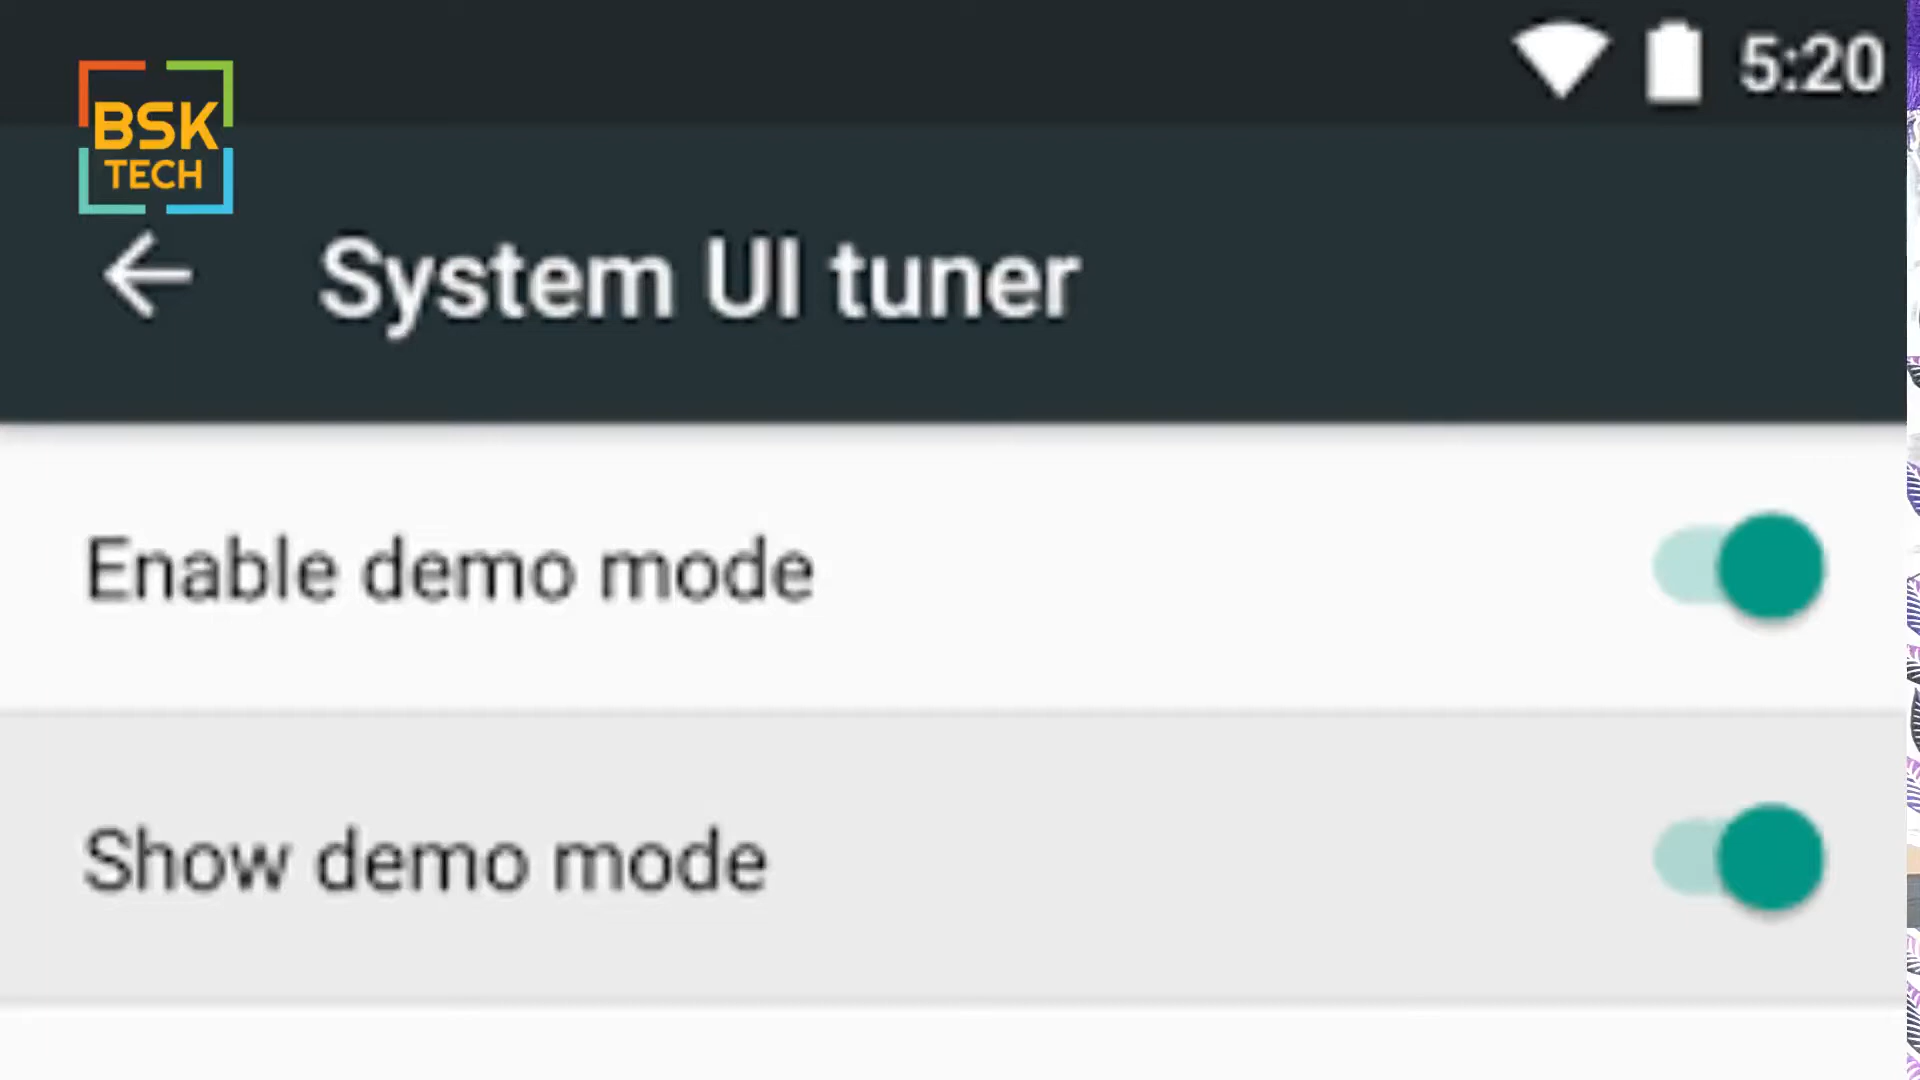 5:20
BSK
TECH
System UI tuner
Enable demo mode
Show demo mode